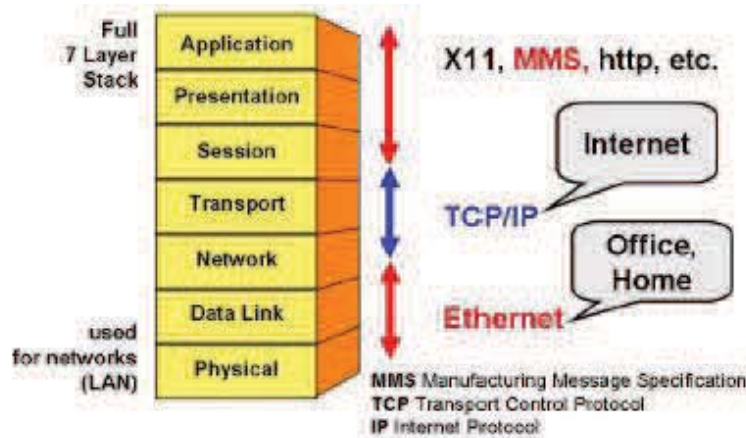 Full
7 Layer
Stack
Application
Presentation
Session
Transport
Network
Data Link
Physical
used
for networks
(LAN)
X11, MMS, http, etc.
Internet
TCP/IP
Office,
Home
Ethernet
MMS Manufacturing Message Specification
TCP Transport Control Protocol
IP Internet Protocol